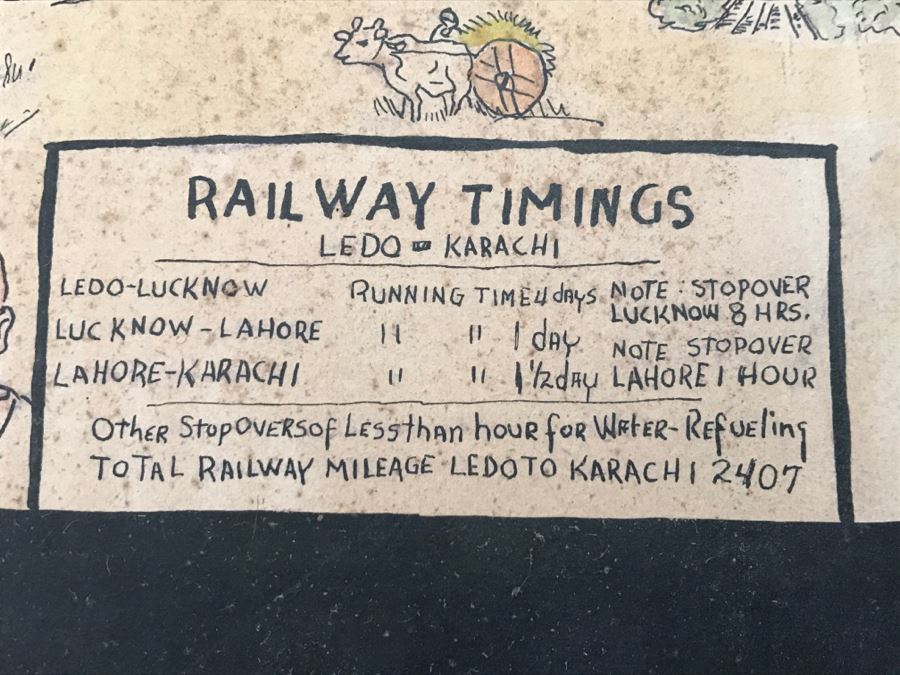 RAILWAY TIMINGS
LEDO - KARACHI
LEDO-LUCKNOW RUNNING TIME 4 days NOTE : STOPOVER LUCKNOW 8 HRS.
LUCKNOW-LAHORE " " 1 day NOTE STOPOVER
LAHORE-KARACHI " " 1 1/2 day LAHORE 1 HOUR
Other StopOvers of Less than hour for Water-Refueling
TOTAL RAILWAY MILEAGE LEDO TO KARACHI 2407